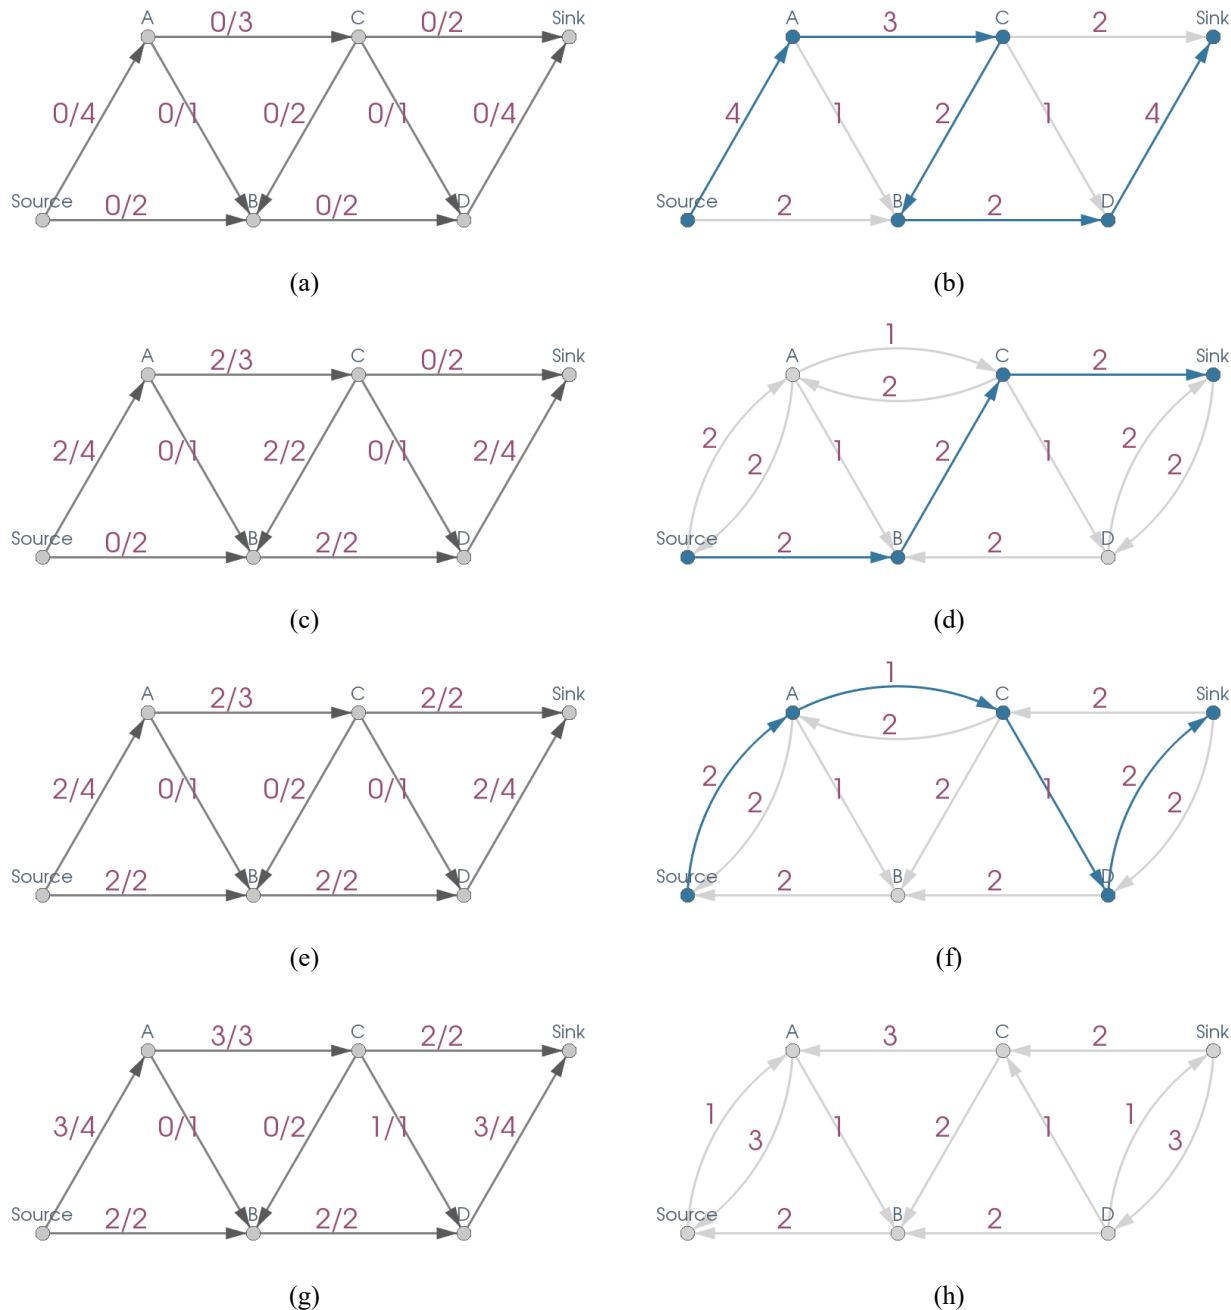 A 0/3 C 0/2 Sink
0/4 0/1 0/2 0/1 0/4
Source 0/2 B 0/2 D
(a)
A 3 C 2 Sink
4 1 2 1 4
Source 2 B 2 D
(b)
A 2/3 C 0/2 Sink
2/4 0/1 2/2 0/1 2/4
Source 0/2 B 2/2 D
(c)
1
A C 2 Sink
2
2 2 1 2 1 2 2
Source 2 B 2 D
(d)
A 2/3 C 2/2 Sink
2/4 0/1 0/2 0/1 2/4
Source 2/2 B 2/2 D
(e)
1
A C 2 Sink
2
2 2 1 2 1 2 2
Source 2 B 2 D
(f)
A 3/3 C 2/2 Sink
3/4 0/1 0/2 1/1 3/4
Source 2/2 B 2/2 D
(g)
A 3 C 2 Sink
1 3 1 2 1 1 3
Source 2 B 2 D
(h)